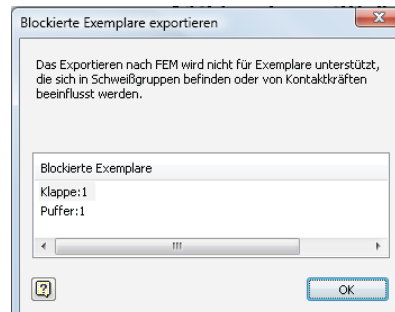 Blockierte Exemplare exportieren
Das Exportieren nach FEM wird nicht für Exemplare unterstützt,
die sich in Schweißgruppen befinden oder von Kontaktkräften
beeinflusst werden.
Blockierte Exemplare
Klappe:1
Puffer:1
OK